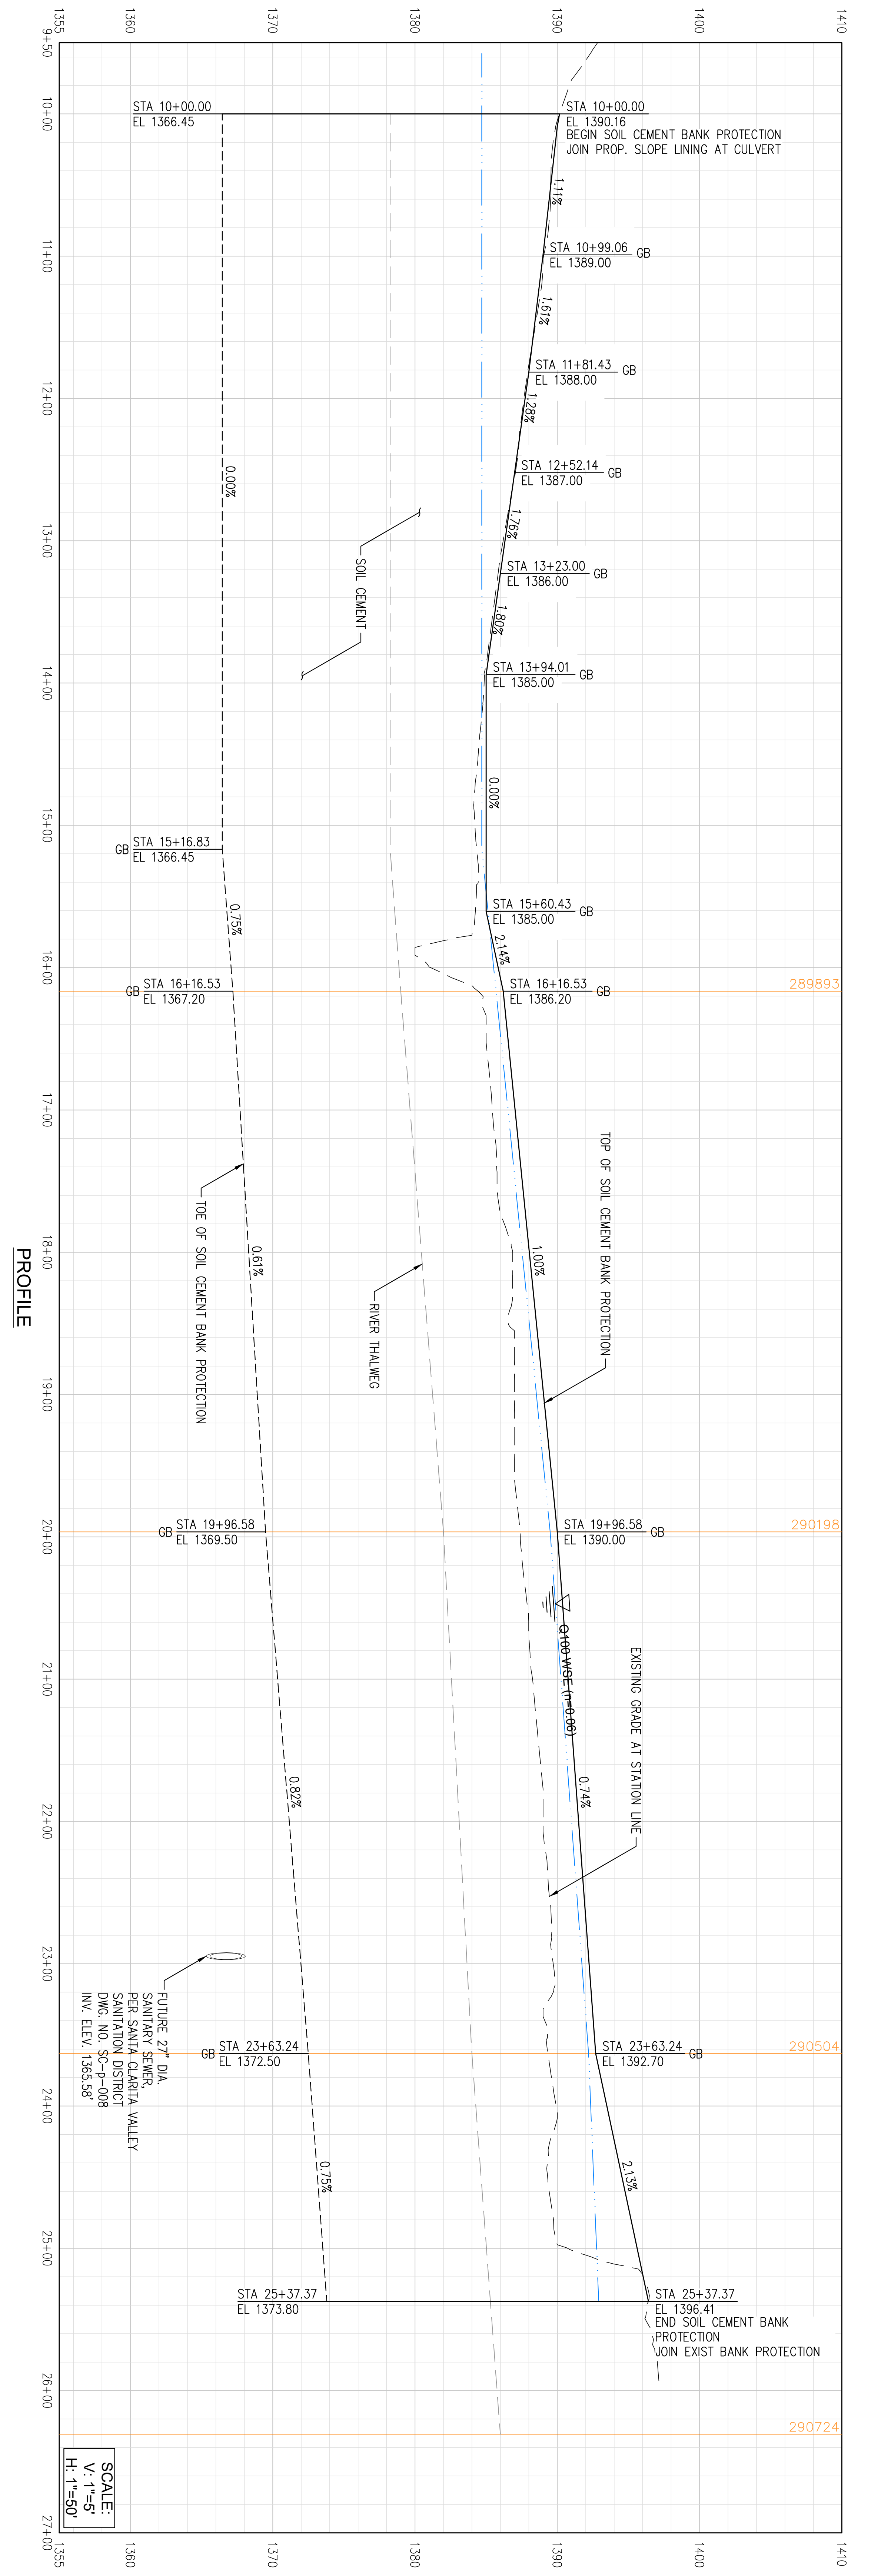 1355
1360
1370
1380
1390
1400
1410
9+50
10+00
11+00
12+00
13+00
14+00
15+00
16+00
17+00
18+00
19+00
20+00
21+00
22+00
23+00
24+00
25+00
26+00
27+00
STA 10+00.00
EL 1366.45
STA 10+00.00
EL 1390.16
BEGIN SOIL CEMENT BANK PROTECTION
JOIN PROP. SLOPE LINING AT CULVERT
1.11%
STA 10+99.06
EL 1389.00
GB
1.61%
STA 11+81.43
EL 1388.00
GB
1.28%
STA 12+52.14
EL 1387.00
GB
1.76%
STA 13+23.00
EL 1386.00
GB
1.80%
STA 13+94.01
EL 1385.00
GB
0.00%
STA 15+60.43
EL 1385.00
GB
2.14%
STA 16+16.53
EL 1386.20
GB
289893
1.00%
TOP OF SOIL CEMENT BANK PROTECTION
STA 19+96.58
EL 1390.00
GB
290198
Q100 WSE (n=0.06)
EXISTING GRADE AT STATION LINE
0.74%
STA 23+63.24
EL 1392.70
GB
290504
2.13%
STA 25+37.37
EL 1396.41
END SOIL CEMENT BANK
PROTECTION
JOIN EXIST BANK PROTECTION
290724
0.00%
SOIL CEMENT
GB
STA 15+16.83
EL 1366.45
0.75%
GB
STA 16+16.53
EL 1367.20
TOE OF SOIL CEMENT BANK PROTECTION
0.61%
RIVER THALWEG
GB
STA 19+96.58
EL 1369.50
0.82%
FUTURE 27" DIA.
SANITARY SEWER,
PER SANTA CLARITA VALLEY
SANITATION DISTRICT
DWG. NO. SC-p-008
INV. ELEV. 1365.58'
GB
STA 23+63.24
EL 1372.50
0.75%
STA 25+37.37
EL 1373.80
PROFILE
SCALE:
V: 1"=5'
H: 1"=50'
1355
1360
1370
1380
1390
1400
1410